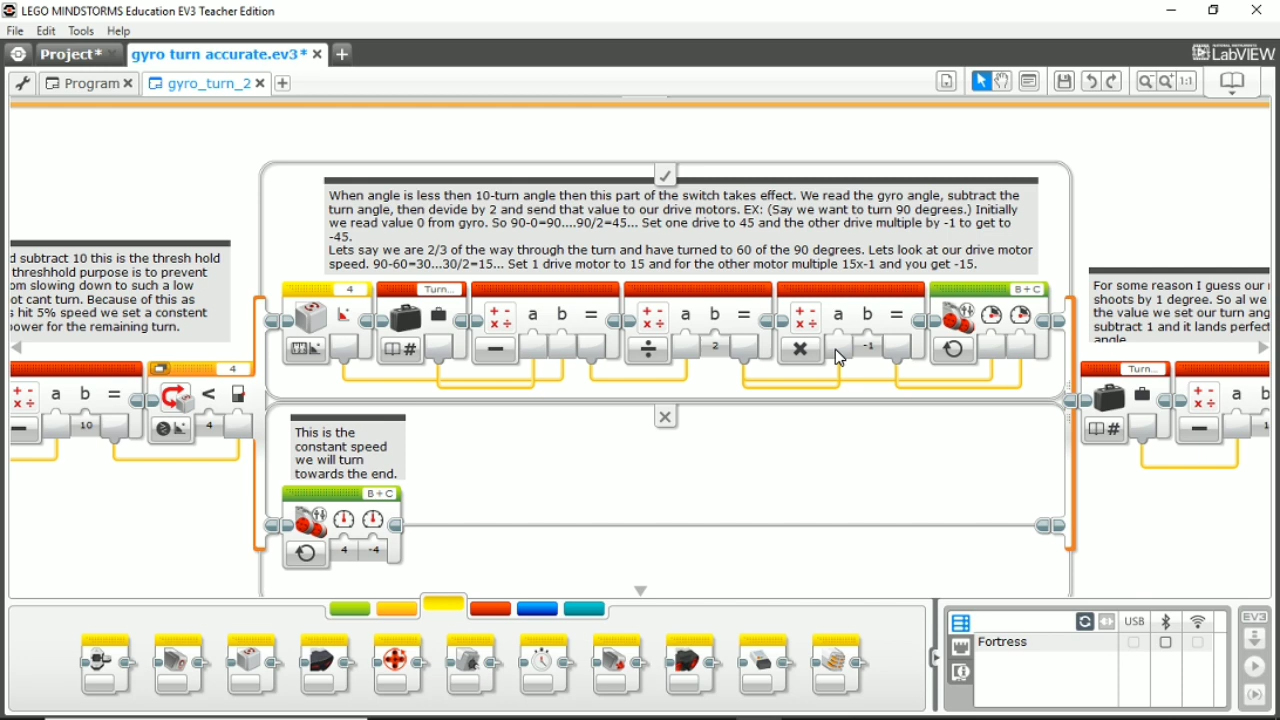 LEGO MINDSTORMS Education EV3 Teacher Edition
File Edit Tools Help
Project* gyro turn accurate.ev3*
NATIONAL INSTRUMENTS
LabVIEW
Program gyro_turn_2
1:1
When angle is less then 10-turn angle then this part of the switch takes effect. We read the gyro angle, subtract the
turn angle, then devide by 2 and send that value to our drive motors. EX: (Say we want to turn 90 degrees.) Initially
we read value 0 from gyro. So 90-0=90....90/2=45... Set one drive to 45 and the other drive multiple by -1 to get to
-45.
Lets say we are 2/3 of the way through the turn and have turned to 60 of the 90 degrees. Lets look at our drive motor
speed. 90-60=30...30/2=15... Set 1 drive motor to 15 and for the other motor multiple 15x-1 and you get -15.
d subtract 10 this is the thresh hold
threshhold purpose is to prevent
om slowing down to such a low
ot cant turn. Because of this as
s hit 5% speed we set a constant
power for the remaining turn.
For some reason I guess our
shoots by 1 degree. So al we
the value we set our turn ang
subtract 1 and it lands perfect
angle
4 Turn... B+C
a b = a b = a b =
# 2 -1
a b = 4 <
10 4
Turn...
a b
# 1
This is the
constant speed
we will turn
towards the end.
B+C
4 -4
USB
Fortress
EV3